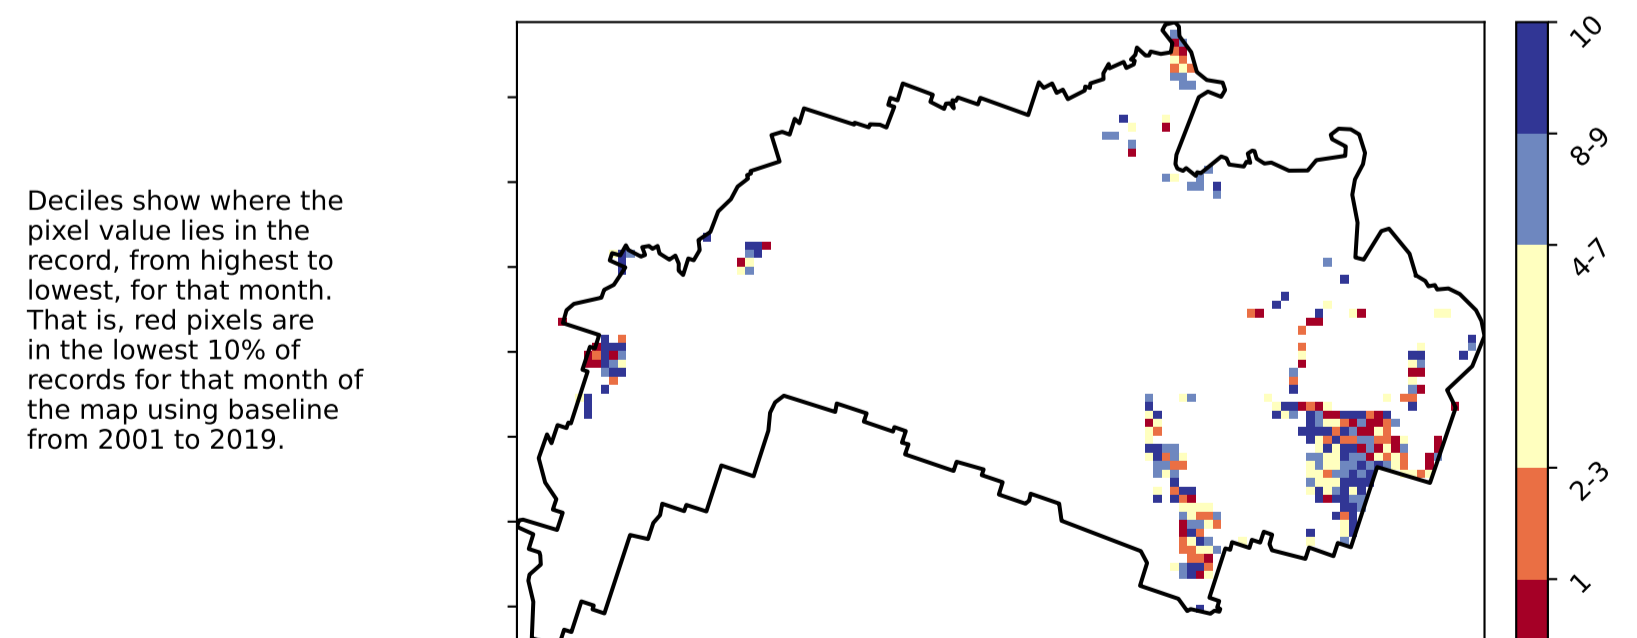 Deciles show where the
pixel value lies in the
record, from highest to
lowest, for that month.
That is, red pixels are
in the lowest 10% of
records for that month of
the map using baseline
from 2001 to 2019.
10
8-9
4-7
2-3
1